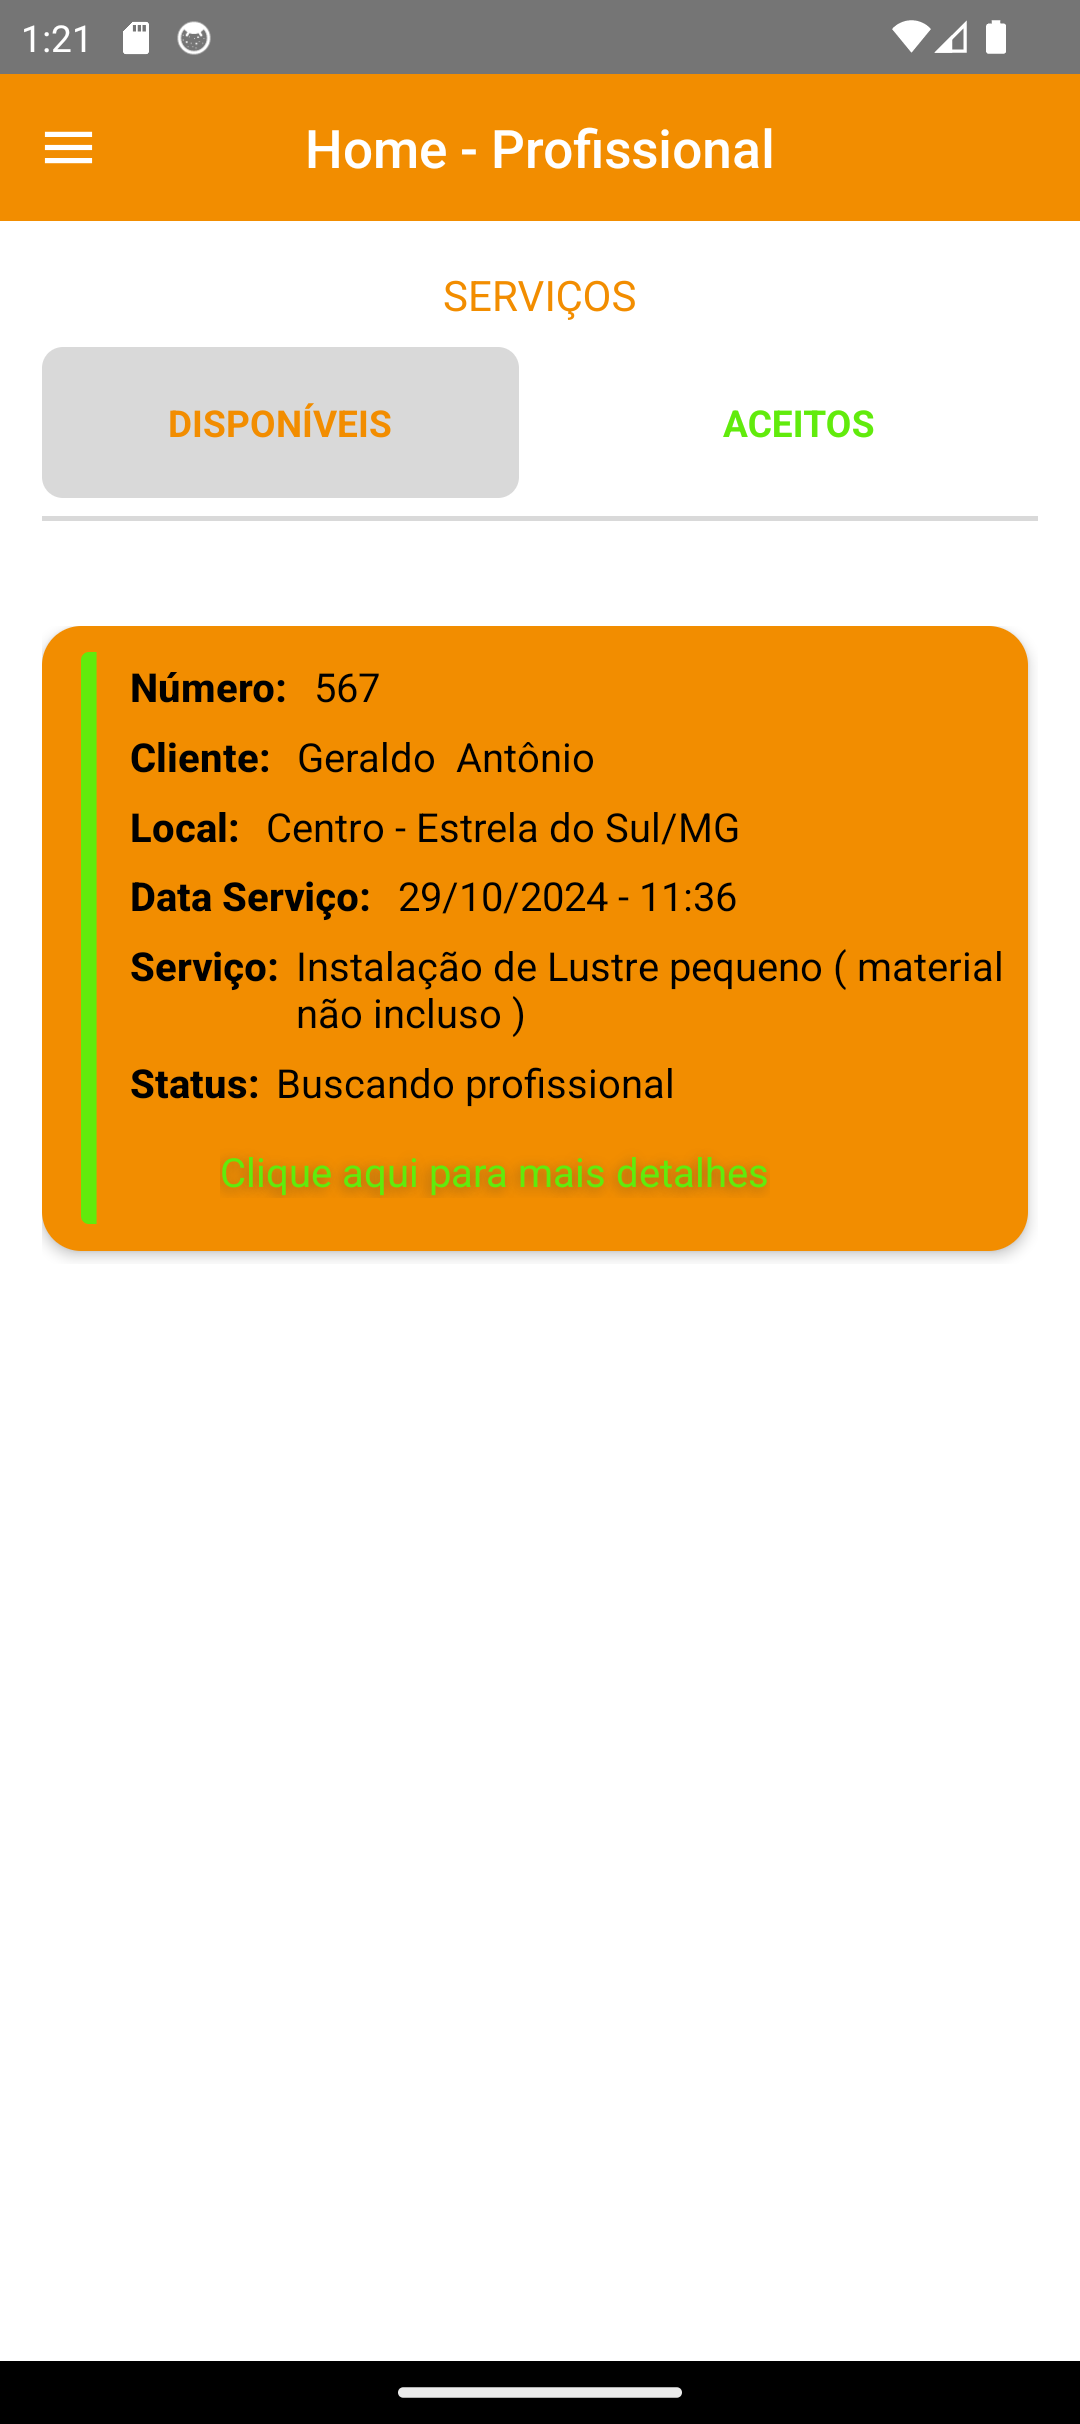 1:21
Home - Profissional
SERVIÇOS
DISPONÍVEIS
ACEITOS
Número: 567
Cliente: Geraldo Antônio
Local: Centro - Estrela do Sul/MG
Data Serviço: 29/10/2024 - 11:36
Serviço: Instalação de Lustre pequeno ( material
não incluso )
Status: Buscando profissional
Clique aqui para mais detalhes